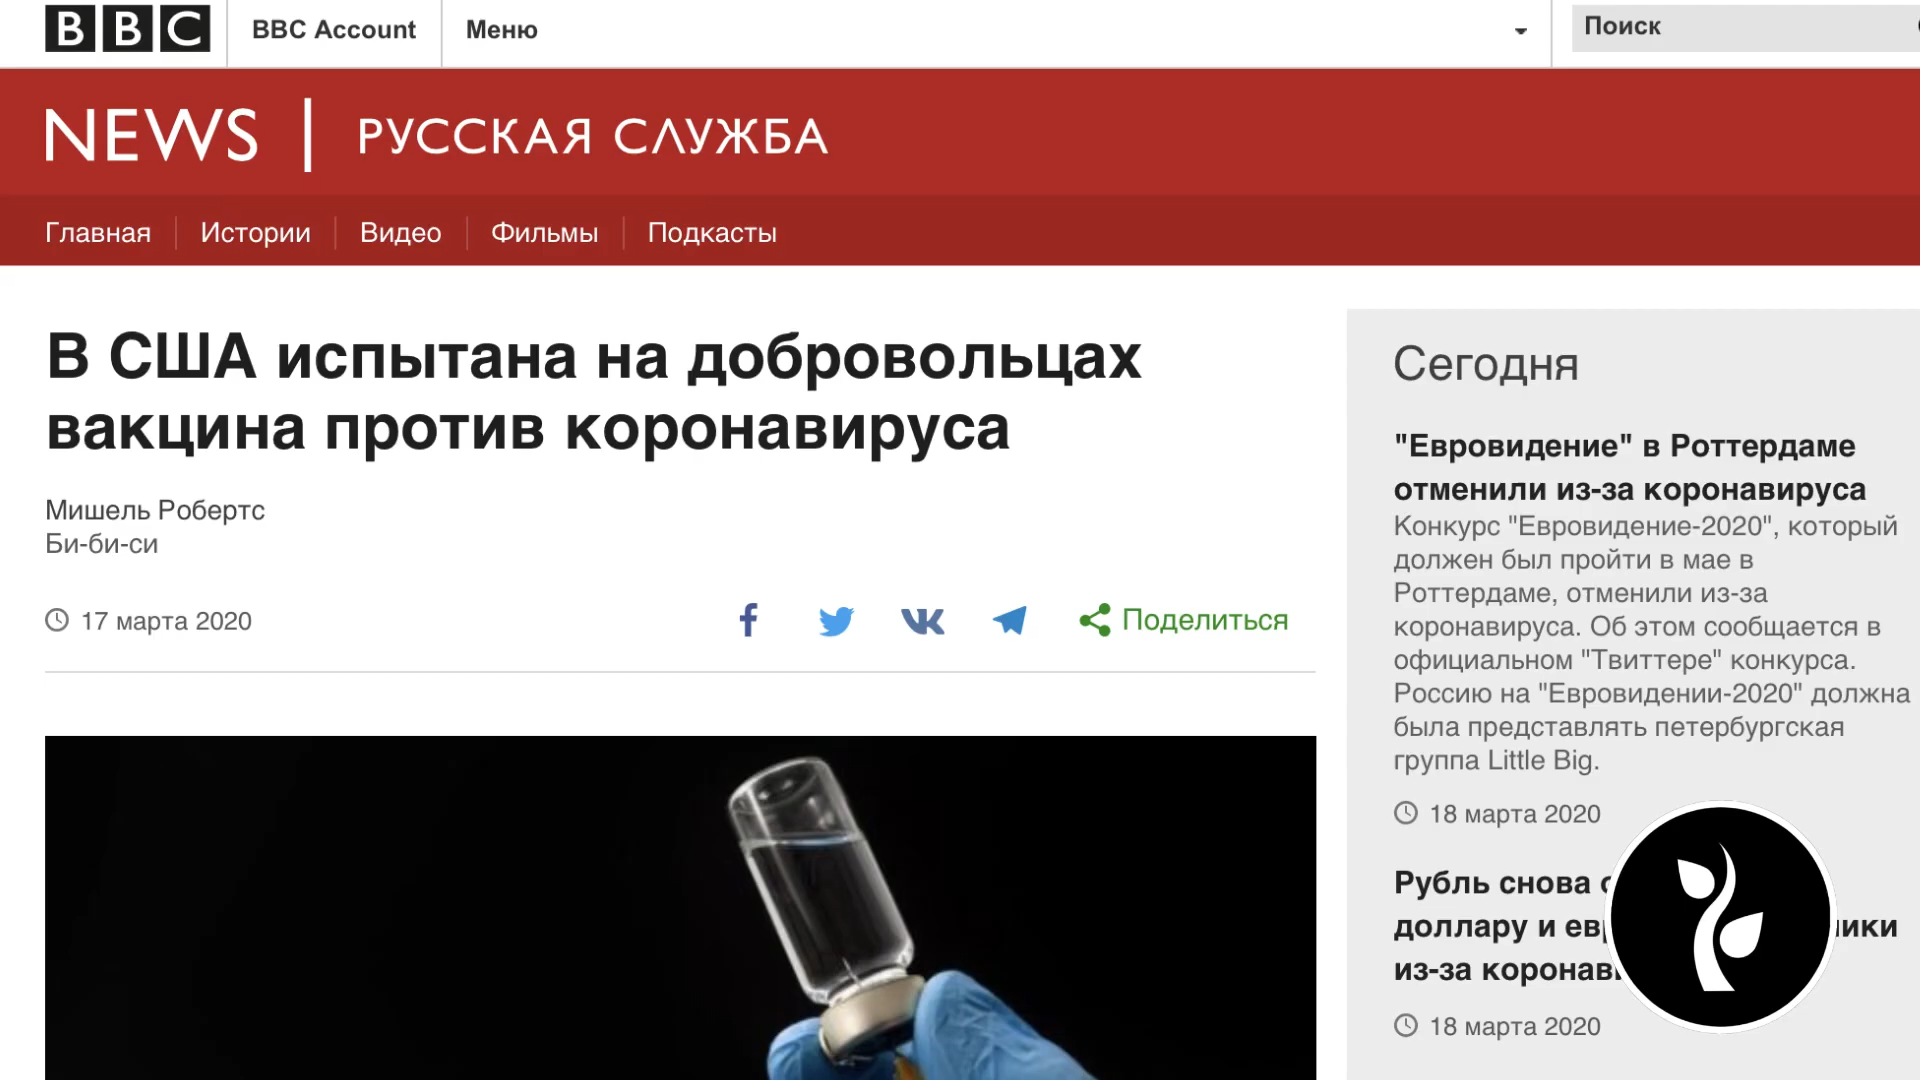 BBC
BBC Account
Меню
Поиск
NEWS
РУССКАЯ СЛУЖБА
Главная
Истории
Видео
Фильмы
Подкасты
В США испытана на добровольцах
вакцина против коронавируса
Мишель Робертс
Би-би-си
17 марта 2020
Поделиться
Сегодня
"Евровидение" в Роттердаме
отменили из-за коронавируса
Конкурс "Евровидение-2020", который
должен был пройти в мае в
Роттердаме, отменили из-за
коронавируса. Об этом сообщается в
официальном "Твиттере" конкурса.
Россию на "Евровидении-2020" должна
была представлять петербургская
группа Little Big.
18 марта 2020
Рубль снова
доллару и
из-за
18 марта 2020